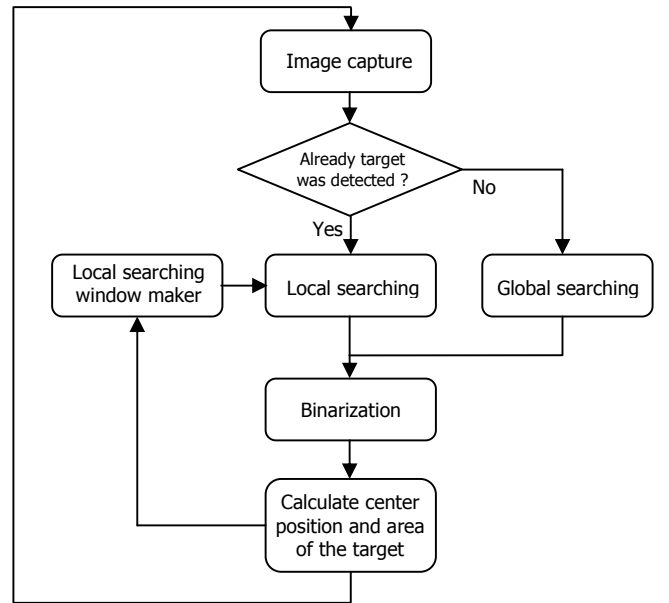 Image capture
Already target
was detected ?
No
Yes
Local searching
window maker
Local searching
Global searching
Binarization
Calculate center
position and area
of the target